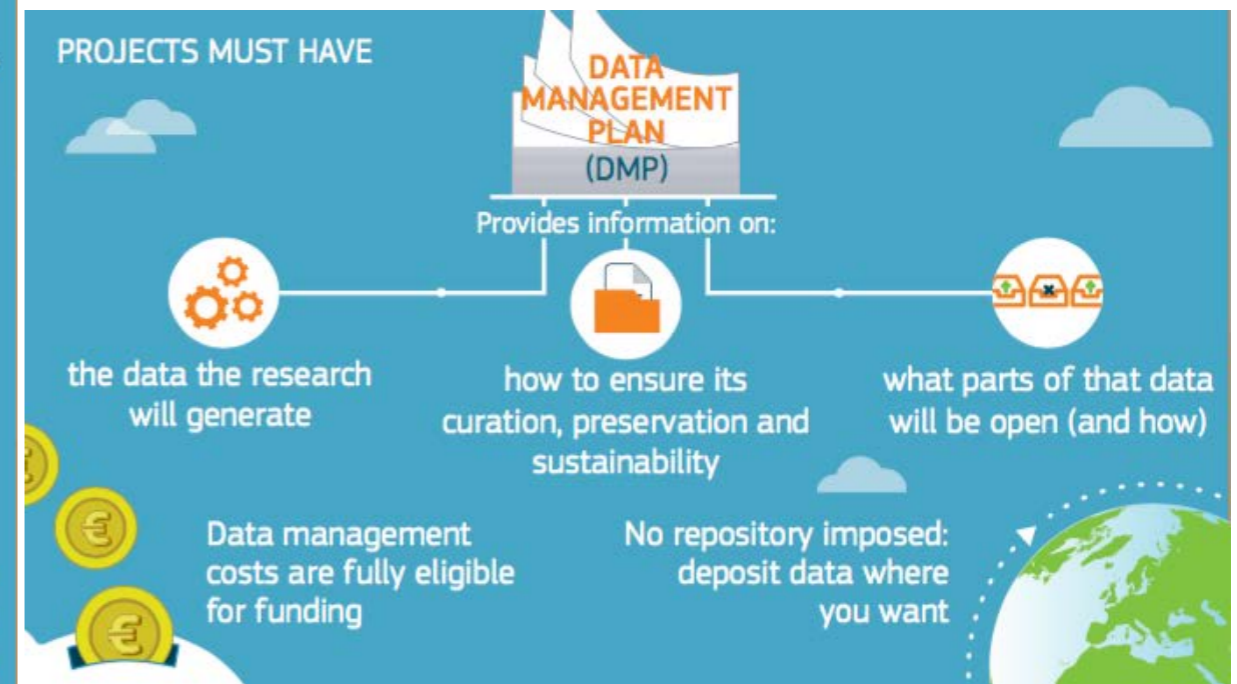 PROJECTS MUST HAVE
DATA
MANAGEMENT
PLAN
(DMP)
Provides information on:
the data the research
will generate
how to ensure its
curation, preservation and
sustainability
what parts of that data
will be open (and how)
€
€
€
Data management
costs are fully eligible
for funding
No repository imposed:
deposit data where
you want